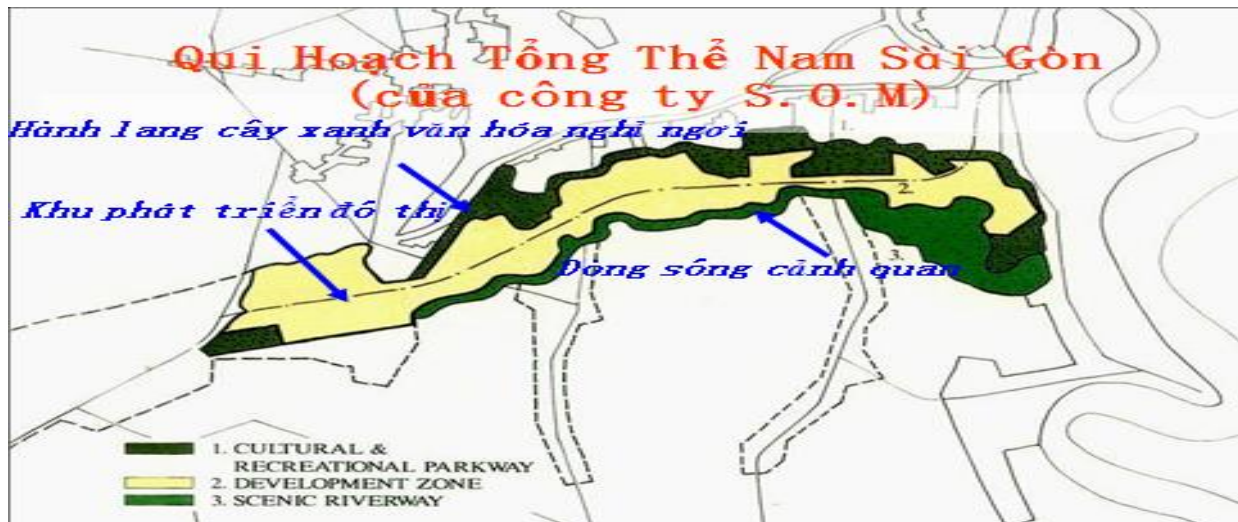 Qui Hoạch Tổng Thể Nam Sài Gòn
(của công ty S.O.M)
Hành lang cây xanh văn hóa nghỉ ngơi
Khu phát triển đô thị
Dòng sông cảnh quan
1.
2.
3.
1. CULTURAL &
RECREATIONAL PARKWAY
2. DEVELOPMENT ZONE
3. SCENIC RIVERWAY